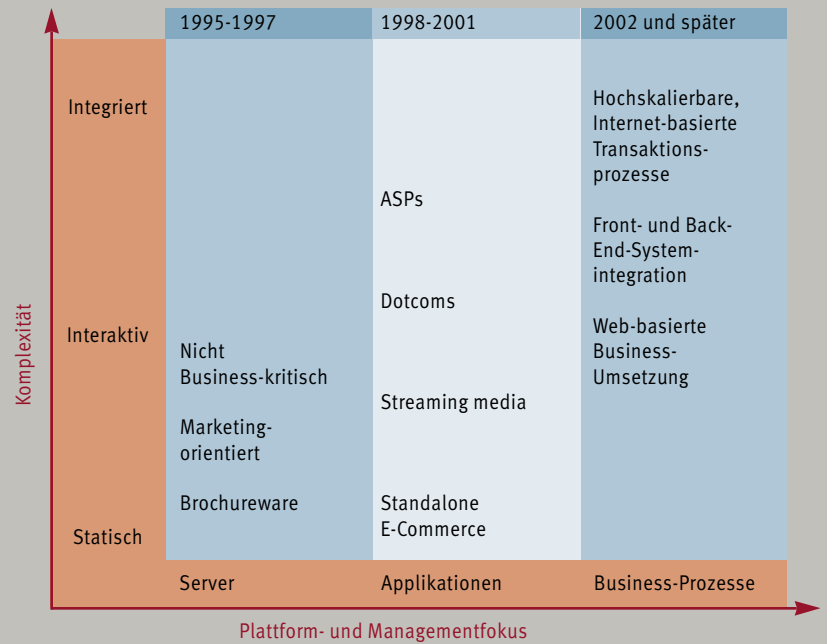 1995-1997
1998-2001
2002 und später
Komplexität
Integriert
Interaktiv
Statisch
Nicht
Business-kritisch
Marketing-
orientiert
Brochureware
ASPs
Dotcoms
Streaming media
Standalone
E-Commerce
Hochskalierbare,
Internet-basierte
Transaktions-
prozesse
Front- und Back-
End-System-
integration
Web-basierte
Business-
Umsetzung
Server
Applikationen
Business-Prozesse
Plattform- und Managementfokus